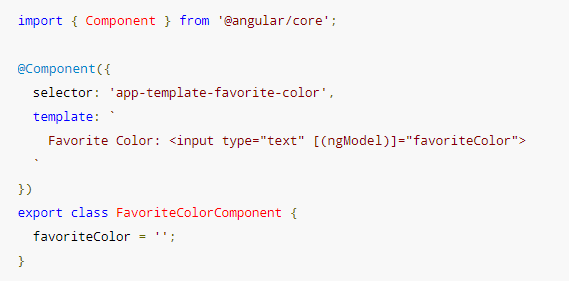 import { Component } from '@angular/core';

@Component({
  selector: 'app-template-favorite-color',
  template: `
    Favorite Color: <input type="text" [(ngModel)]="favoriteColor">
  `
})
export class FavoriteColorComponent {
  favoriteColor = '';
}